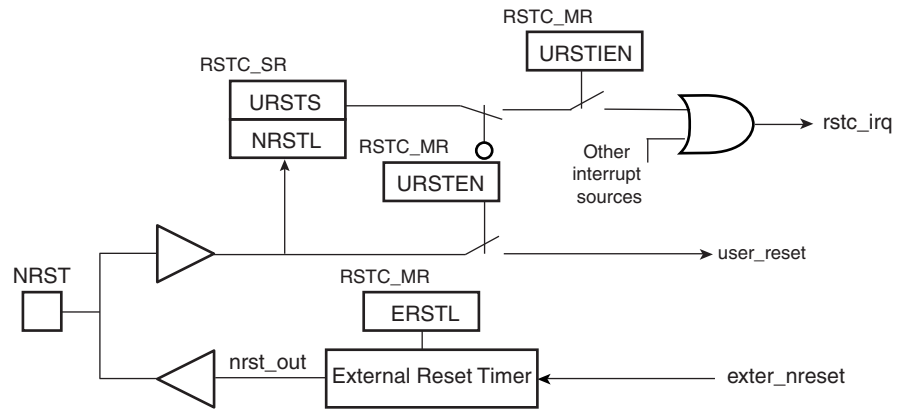 RSTC_MR
URSTIEN
RSTC_SR
URSTS
NRSTL
rstc_irq
RSTC_MR
URSTEN
Other
interrupt
sources
user_reset
NRST
RSTC_MR
ERSTL
nrst_out
External Reset Timer
exter_nreset